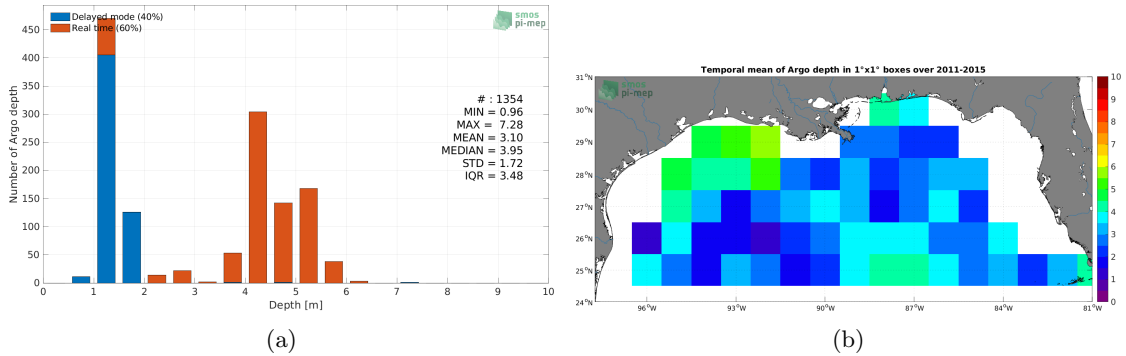 Delayed mode (40%)
Real time (60%)
smos
pi-mep
Number of Argo depth
450
400
350
300
250
200
150
100
50
0
# : 1354
MIN = 0.96
MAX = 7.28
MEAN = 3.10
MEDIAN = 3.95
STD = 1.72
IQR = 3.48
0 1 2 3 4 5 6 7 8 9 10
Depth [m]
(a)
Temporal mean of Argo depth in 1°x1° boxes over 2011-2015
smos
pi-mep
31°N
30°N
29°N
28°N
27°N
26°N
25°N
24°N
96°W 93°W 90°W 87°W 84°W 81°W
10
9
8
7
6
5
4
3
2
1
0
(b)